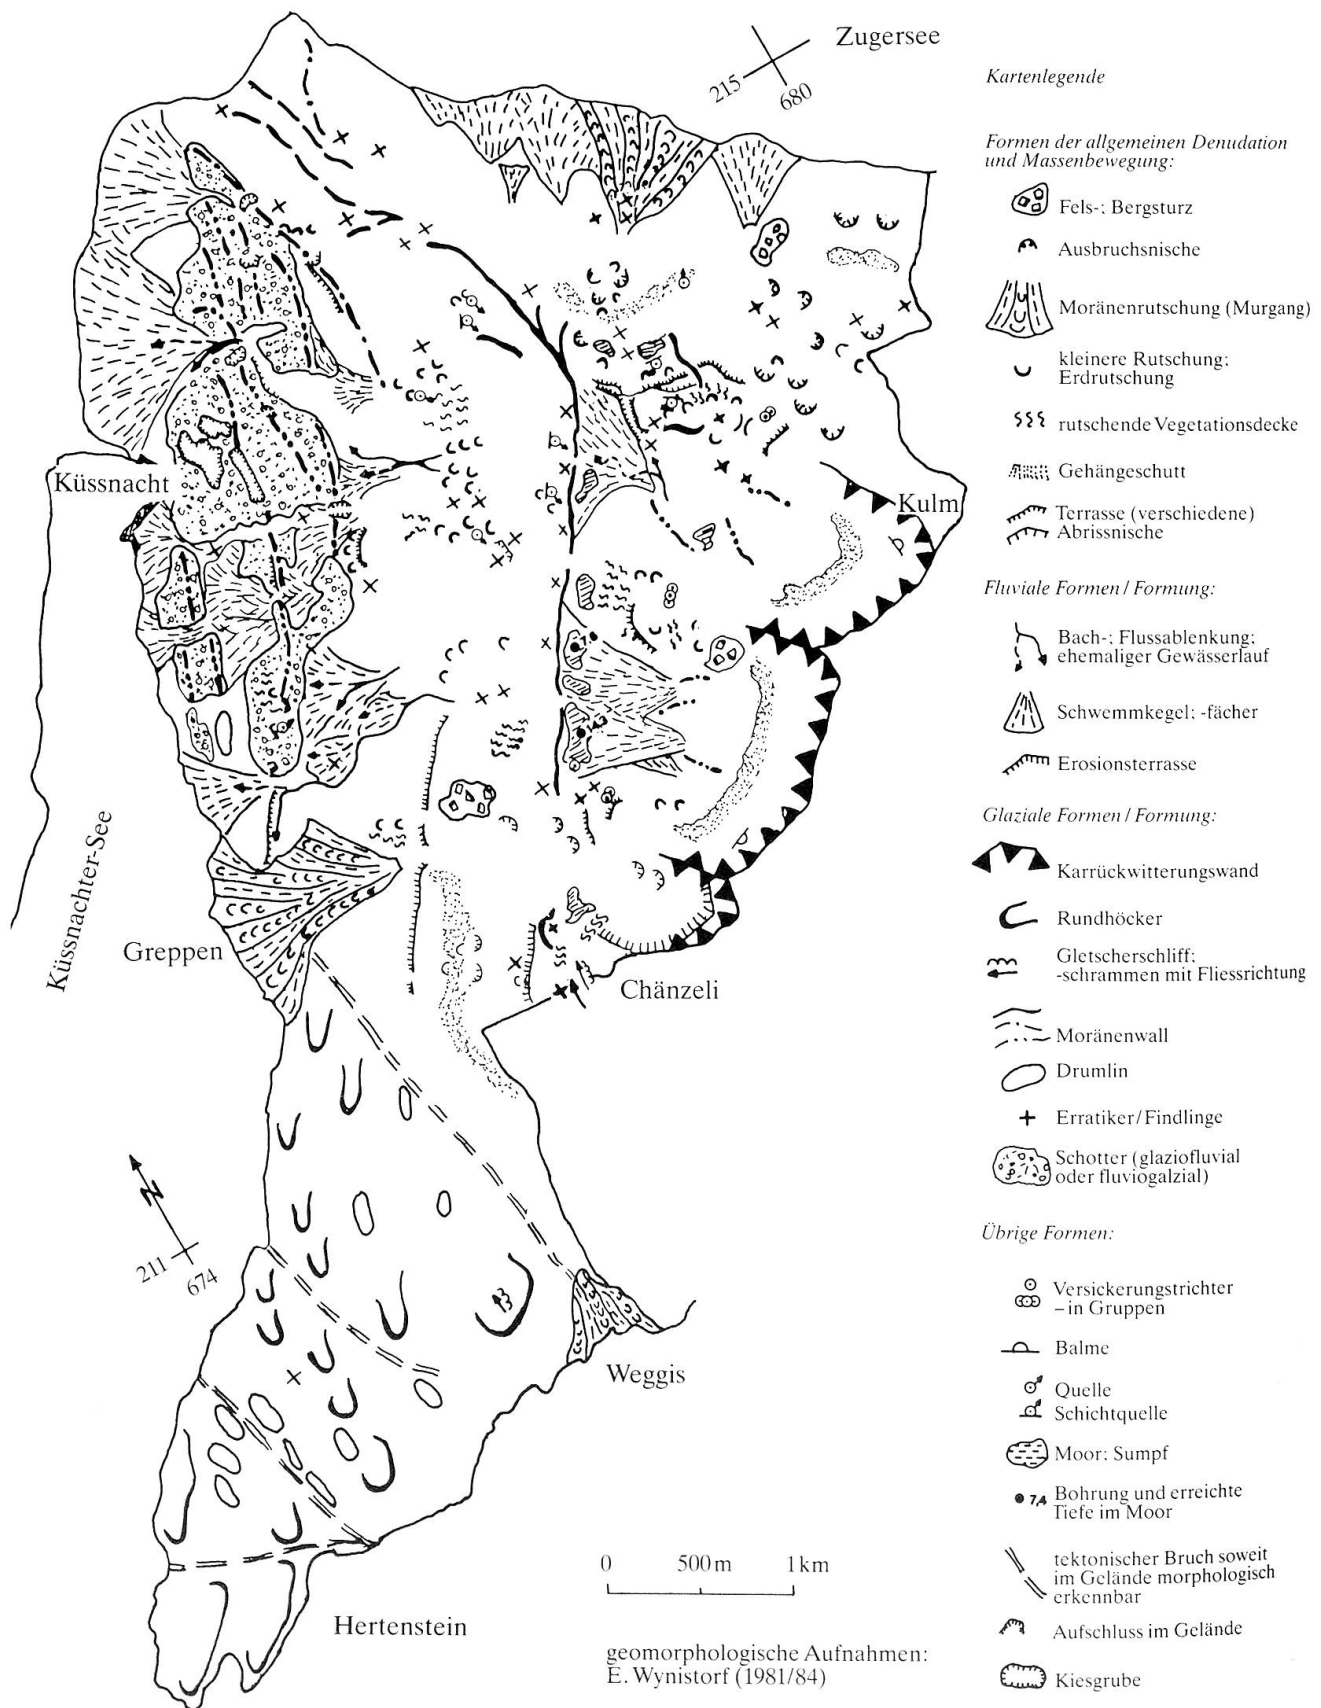 Zugersee
215
680
Küssnacht
Kulm
Küssnachter-See
Greppen
Chänzeli
N
211
674
Weggis
Hertenstein
0 500m 1km
geomorphologische Aufnahmen:
E. Wynistorf (1981/84)
Kartenlegende
Formen der allgemeinen Denudation
und Massenbewegung:
Fels-; Bergsturz
Ausbruchsnische
Moränenrutschung (Murgang)
kleinere Rutschung;
Erdrutschung
rutschende Vegetationsdecke
Gehängeschutt
Terrasse (verschiedene)
Abrissnische
Fluviale Formen / Formung:
Bach-; Flussablenkung;
ehemaliger Gewässerlauf
Schwemmkegel; -fächer
Erosionsterrasse
Glaziale Formen / Formung:
Karrückwitterungswand
Rundhöcker
Gletscherschliff;
-schrammen mit Fliessrichtung
Moränenwall
Drumlin
Erratiker/Findlinge
Schotter (glaziofluvial
oder fluviogalzial)
Übrige Formen:
Versickerungstrichter
– in Gruppen
Balme
Quelle
Schichtquelle
Moor; Sumpf
7,4 Bohrung und erreichte
Tiefe im Moor
tektonischer Bruch soweit
im Gelände morphologisch
erkennbar
Aufschluss im Gelände
Kiesgrube